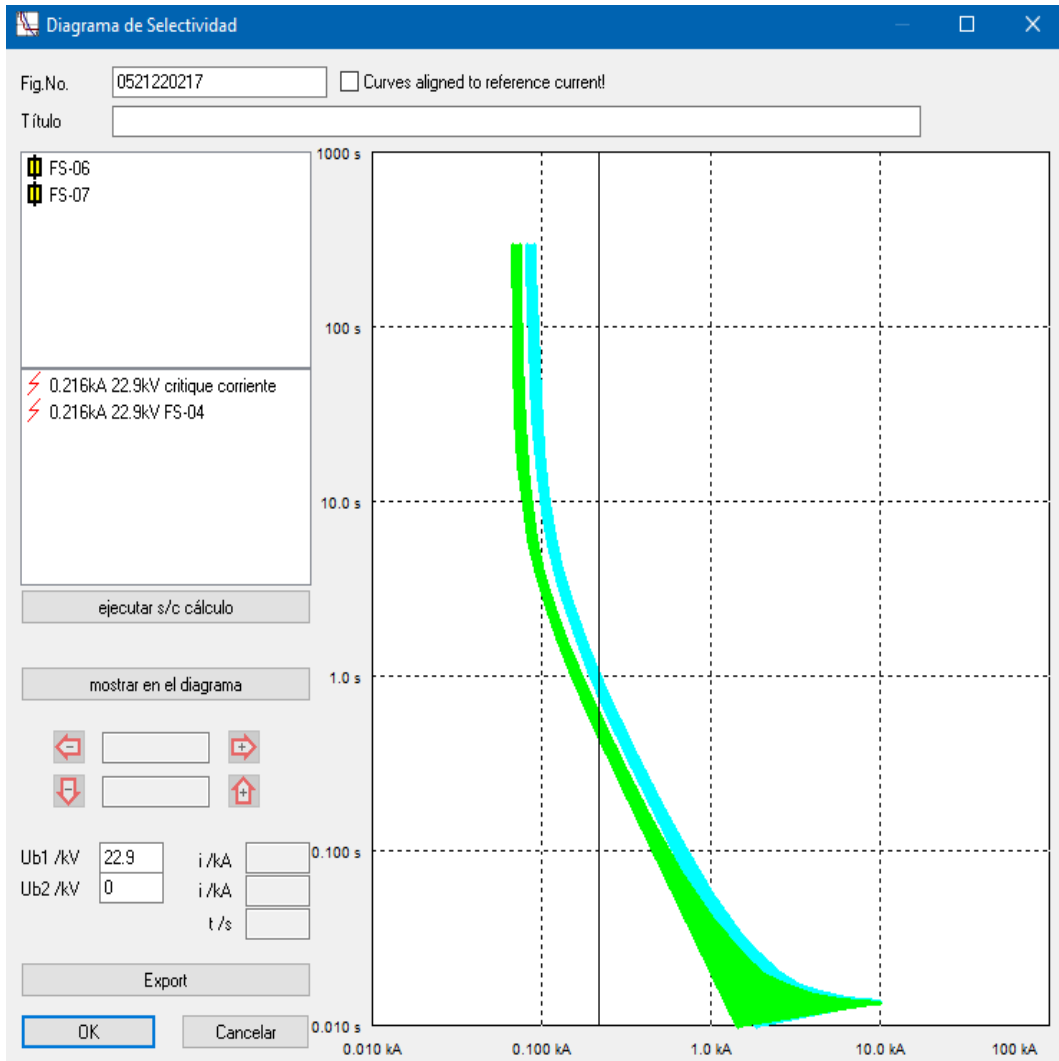 Diagrama de Selectividad
Fig.No. 0521220217 Curves aligned to reference current!
Título
FS-06
FS-07
0.216kA 22.9kV critique corriente
0.216kA 22.9kV FS-04
ejecutar s/c cálculo
mostrar en el diagrama
Ub1 /kV 22.9 i /kA
Ub2 /kV 0 i /kA
t /s
Export
OK Cancelar
1000 s
100 s
10.0 s
1.0 s
0.100 s
0.010 s
0.010 kA 0.100 kA 1.0 kA 10.0 kA 100 kA